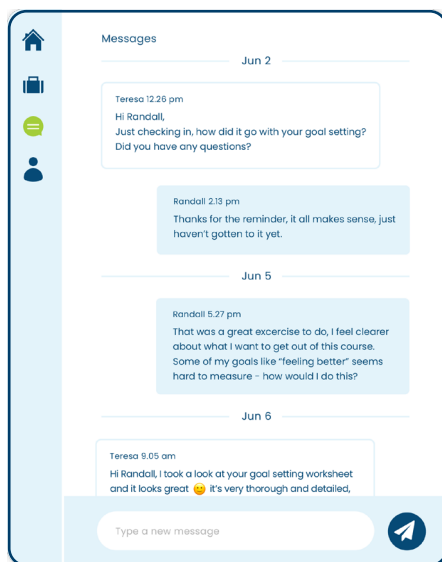 Messages
Jun 2
Teresa 12.26 pm
Hi Randall,
Just checking in, how did it go with your goal setting?
Did you have any questions?
Randall 2.13 pm
Thanks for the reminder, it all makes sense, just
haven't gotten to it yet.
Jun 5
Randall 5.27 pm
That was a great excercise to do, I feel clearer
about what I want to get out of this course.
Some of my goals like “feeling better” seems
hard to measure - how would I do this?
Jun 6
Teresa 9.05 am
Hi Randall, I took a look at your goal setting worksheet
and it looks great 🙂 it's very thorough and detailed,
Type a new message